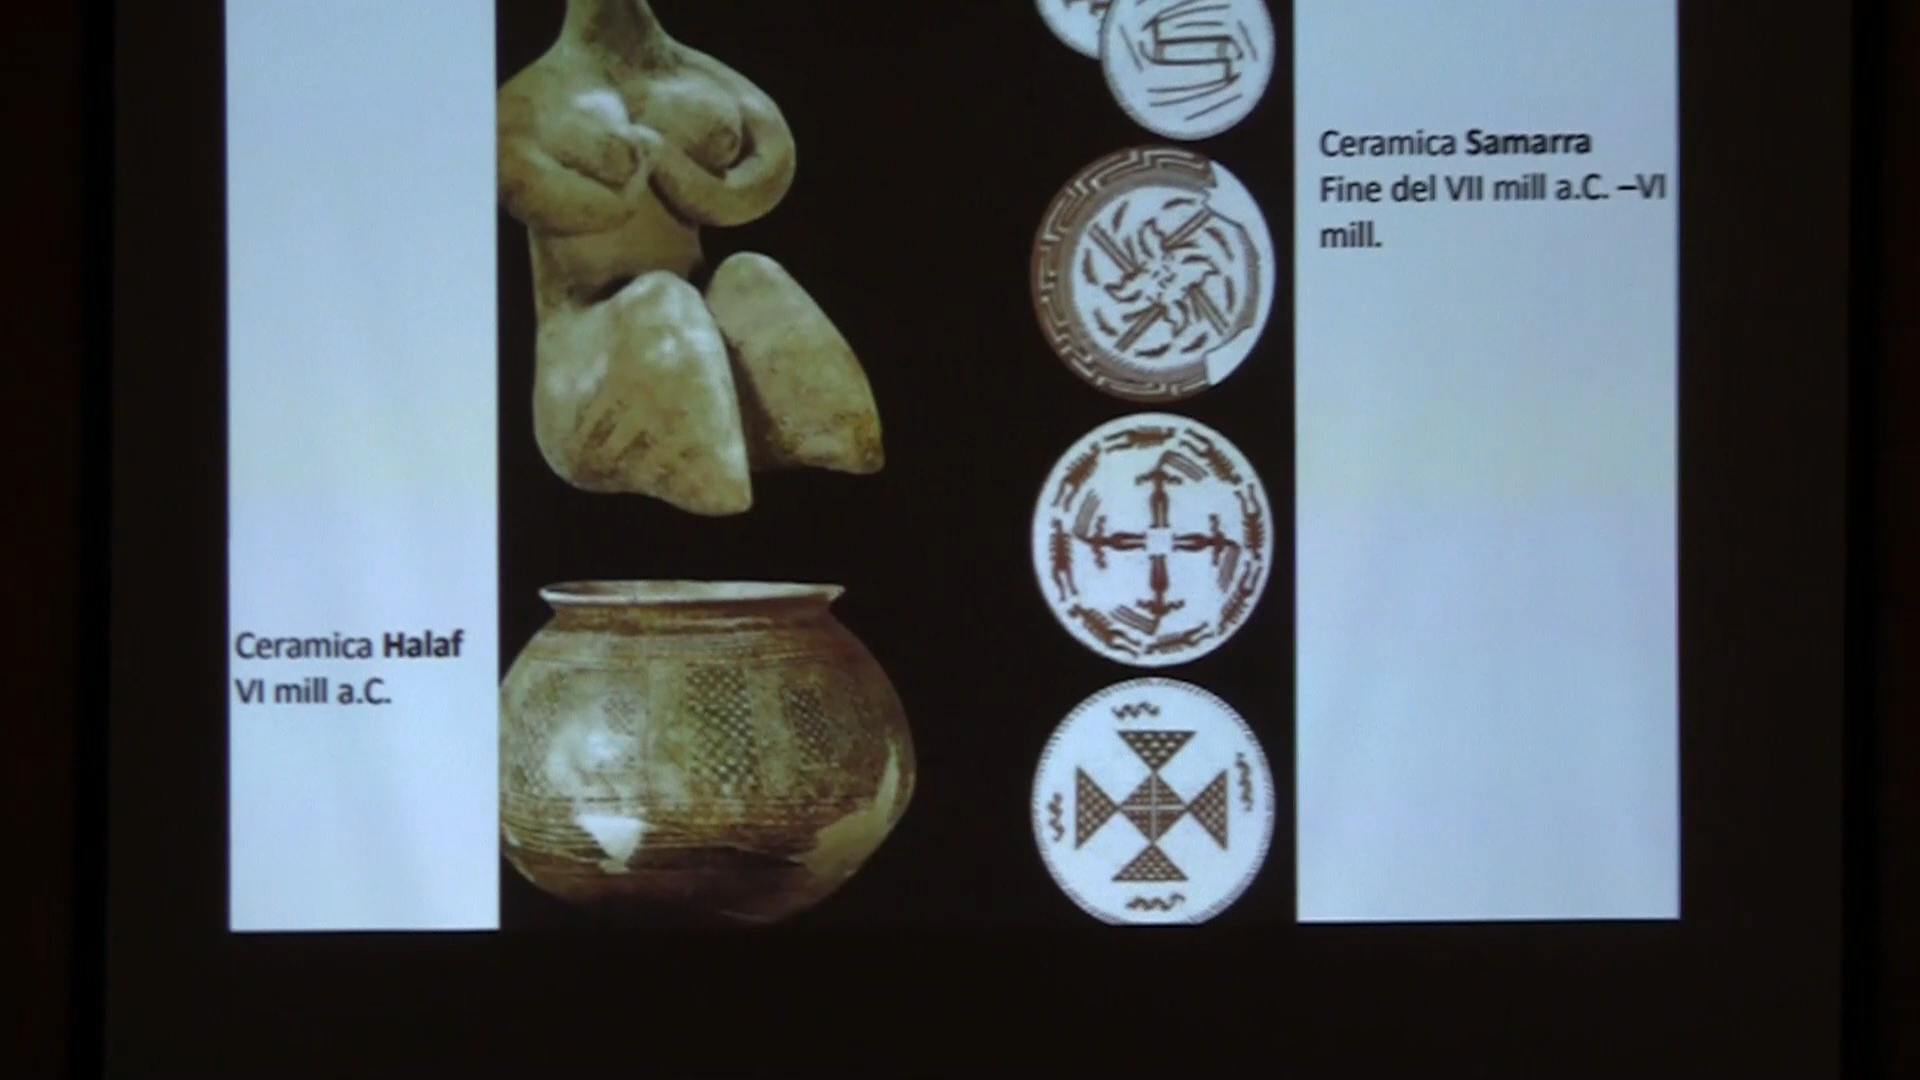 Ceramica Samarra
Fine del VII mill a.C. –VI
mill.
Ceramica Halaf
VI mill a.C.